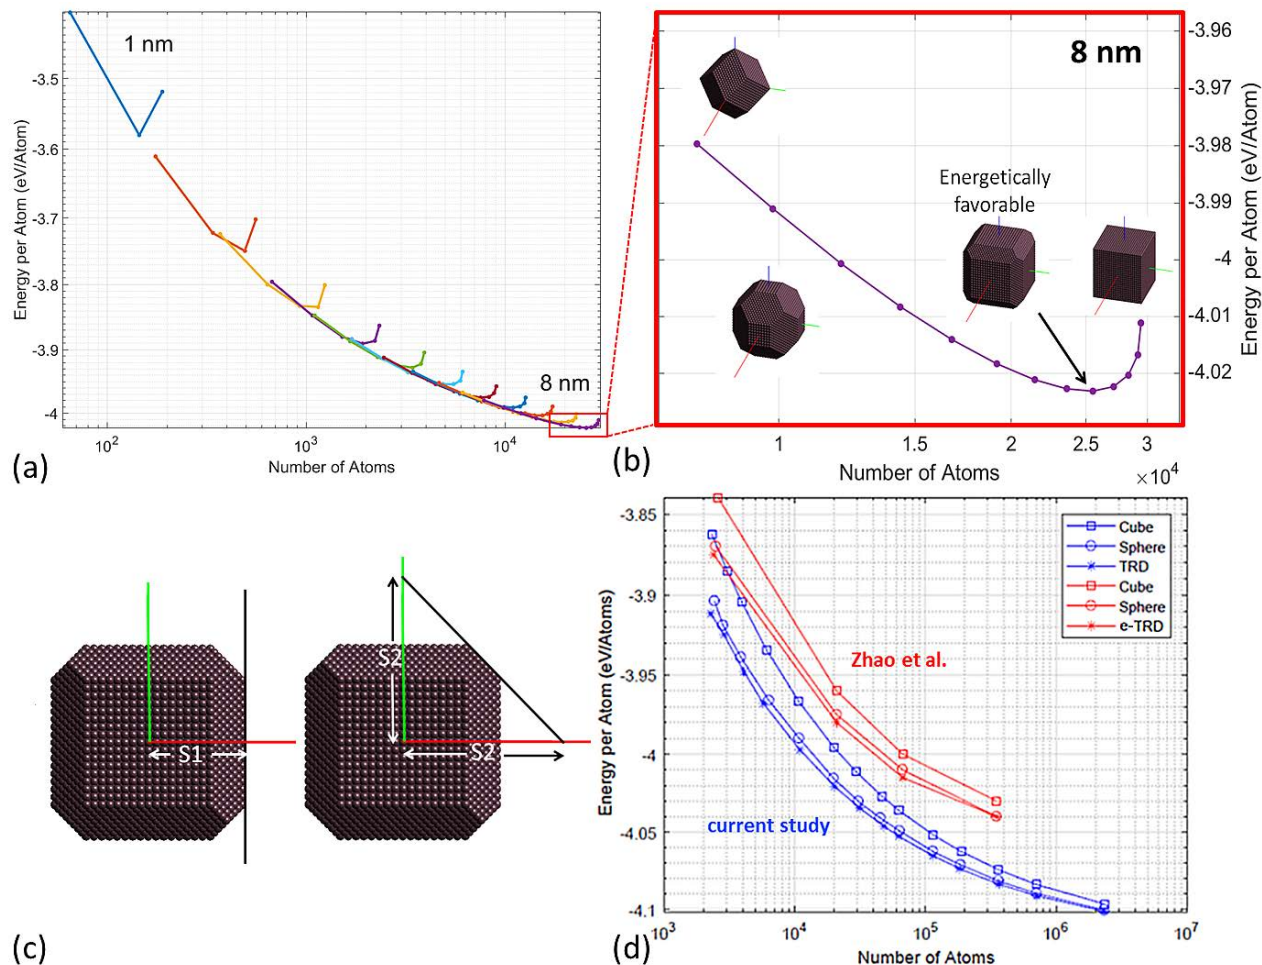 1 nm
-3.5
-3.6
-3.7
-3.8
-3.9
-4
8 nm
Energy per Atom (eV/Atom)
10²
10³
10⁴
Number of Atoms
(a)
8 nm
-3.96
-3.97
-3.98
-3.99
-4
-4.01
-4.02
Energy per Atom (eV/Atom)
Energetically
favorable
1
1.5
2
2.5
3
Number of Atoms
×10⁴
(b)
S1
S2
S2
(c)
-3.85
-3.9
-3.95
-4
-4.05
-4.1
Energy per Atom (eV/Atoms)
Cube
Sphere
TRD
Cube
Sphere
e-TRD
Zhao et al.
current study
10³
10⁴
10⁵
10⁶
10⁷
Number of Atoms
(d)